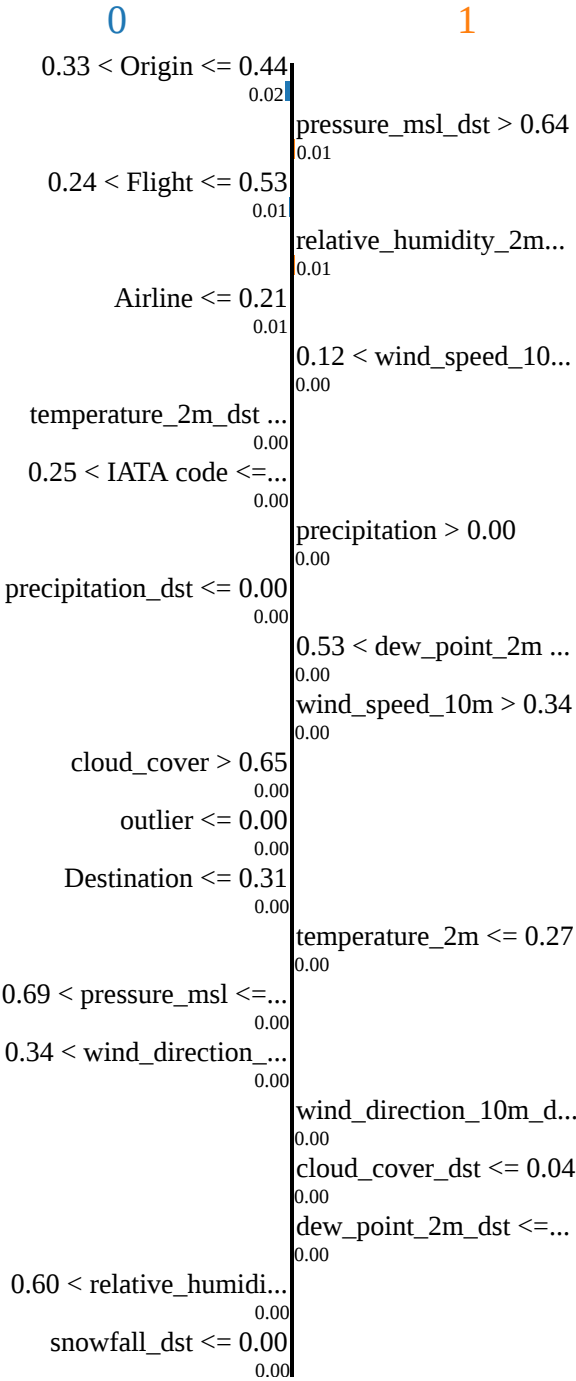 0 1
0.33 < Origin <= 0.44
0.02
pressure_msl_dst > 0.64
0.01
0.24 < Flight <= 0.53
0.01
relative_humidity_2m...
0.01
Airline <= 0.21
0.01
0.12 < wind_speed_10...
0.00
temperature_2m_dst ...
0.00
0.25 < IATA code <=...
0.00
precipitation > 0.00
0.00
precipitation_dst <= 0.00
0.00
0.53 < dew_point_2m ...
0.00
wind_speed_10m > 0.34
0.00
cloud_cover > 0.65
0.00
outlier <= 0.00
0.00
Destination <= 0.31
0.00
temperature_2m <= 0.27
0.00
0.69 < pressure_msl <=...
0.00
0.34 < wind_direction_...
0.00
wind_direction_10m_d...
0.00
cloud_cover_dst <= 0.04
0.00
dew_point_2m_dst <=...
0.00
0.60 < relative_humidi...
0.00
snowfall_dst <= 0.00
0.00